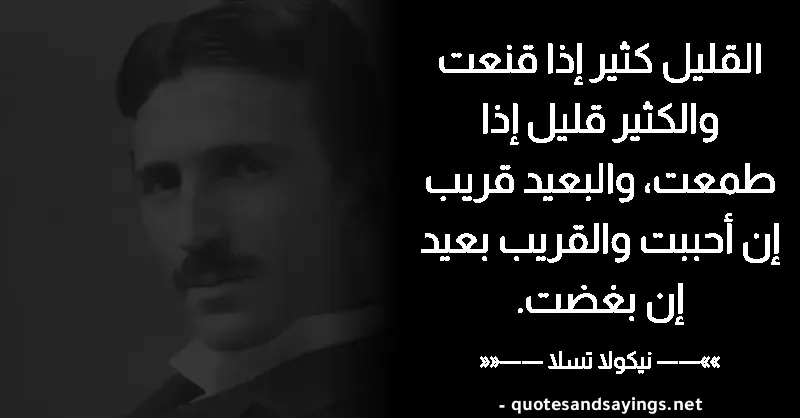 القليل كثير إذا قنعت
والكثير قليل إذا
طمعت، والبعيد قريب
إن أحببت والقريب بعيد
إن بغضت.
»»——— نيكولا تسلا ———««
- quotesandsayings.net